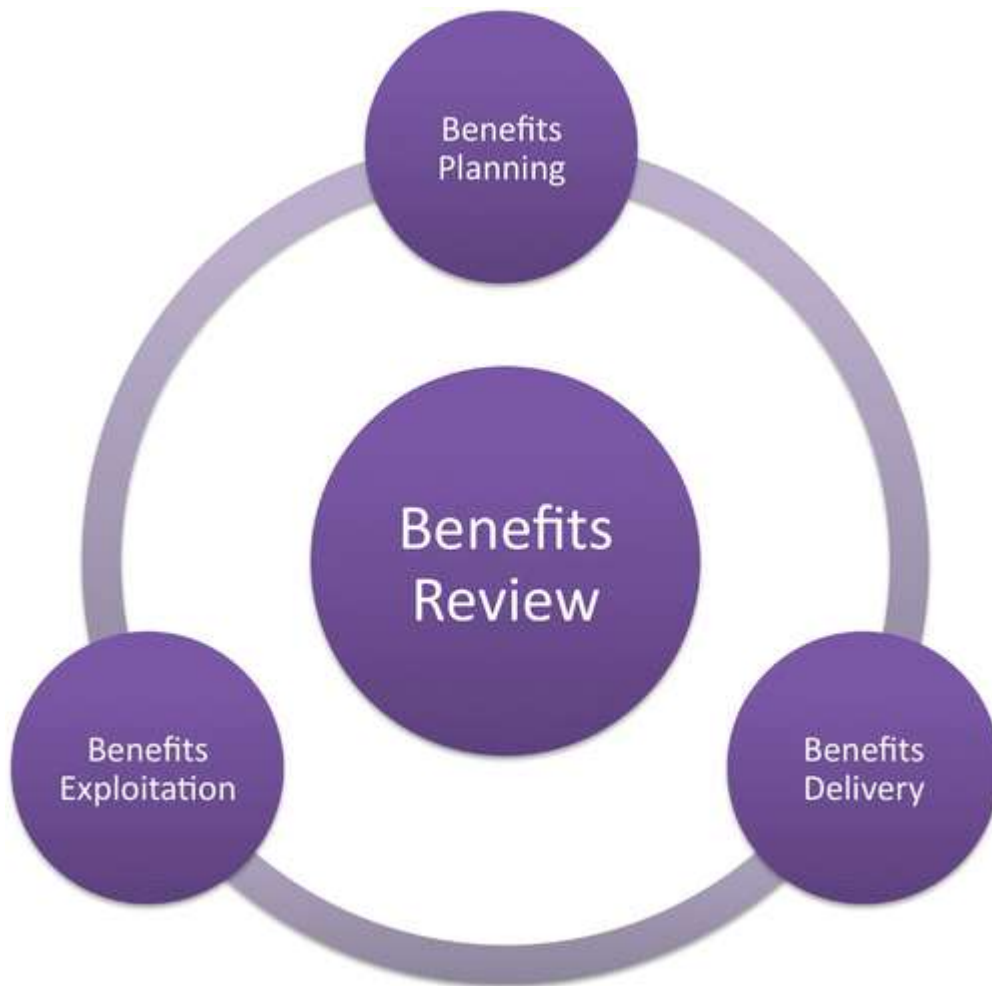 Benefits
Planning
Benefits
Review
Benefits
Exploitation
Benefits
Delivery